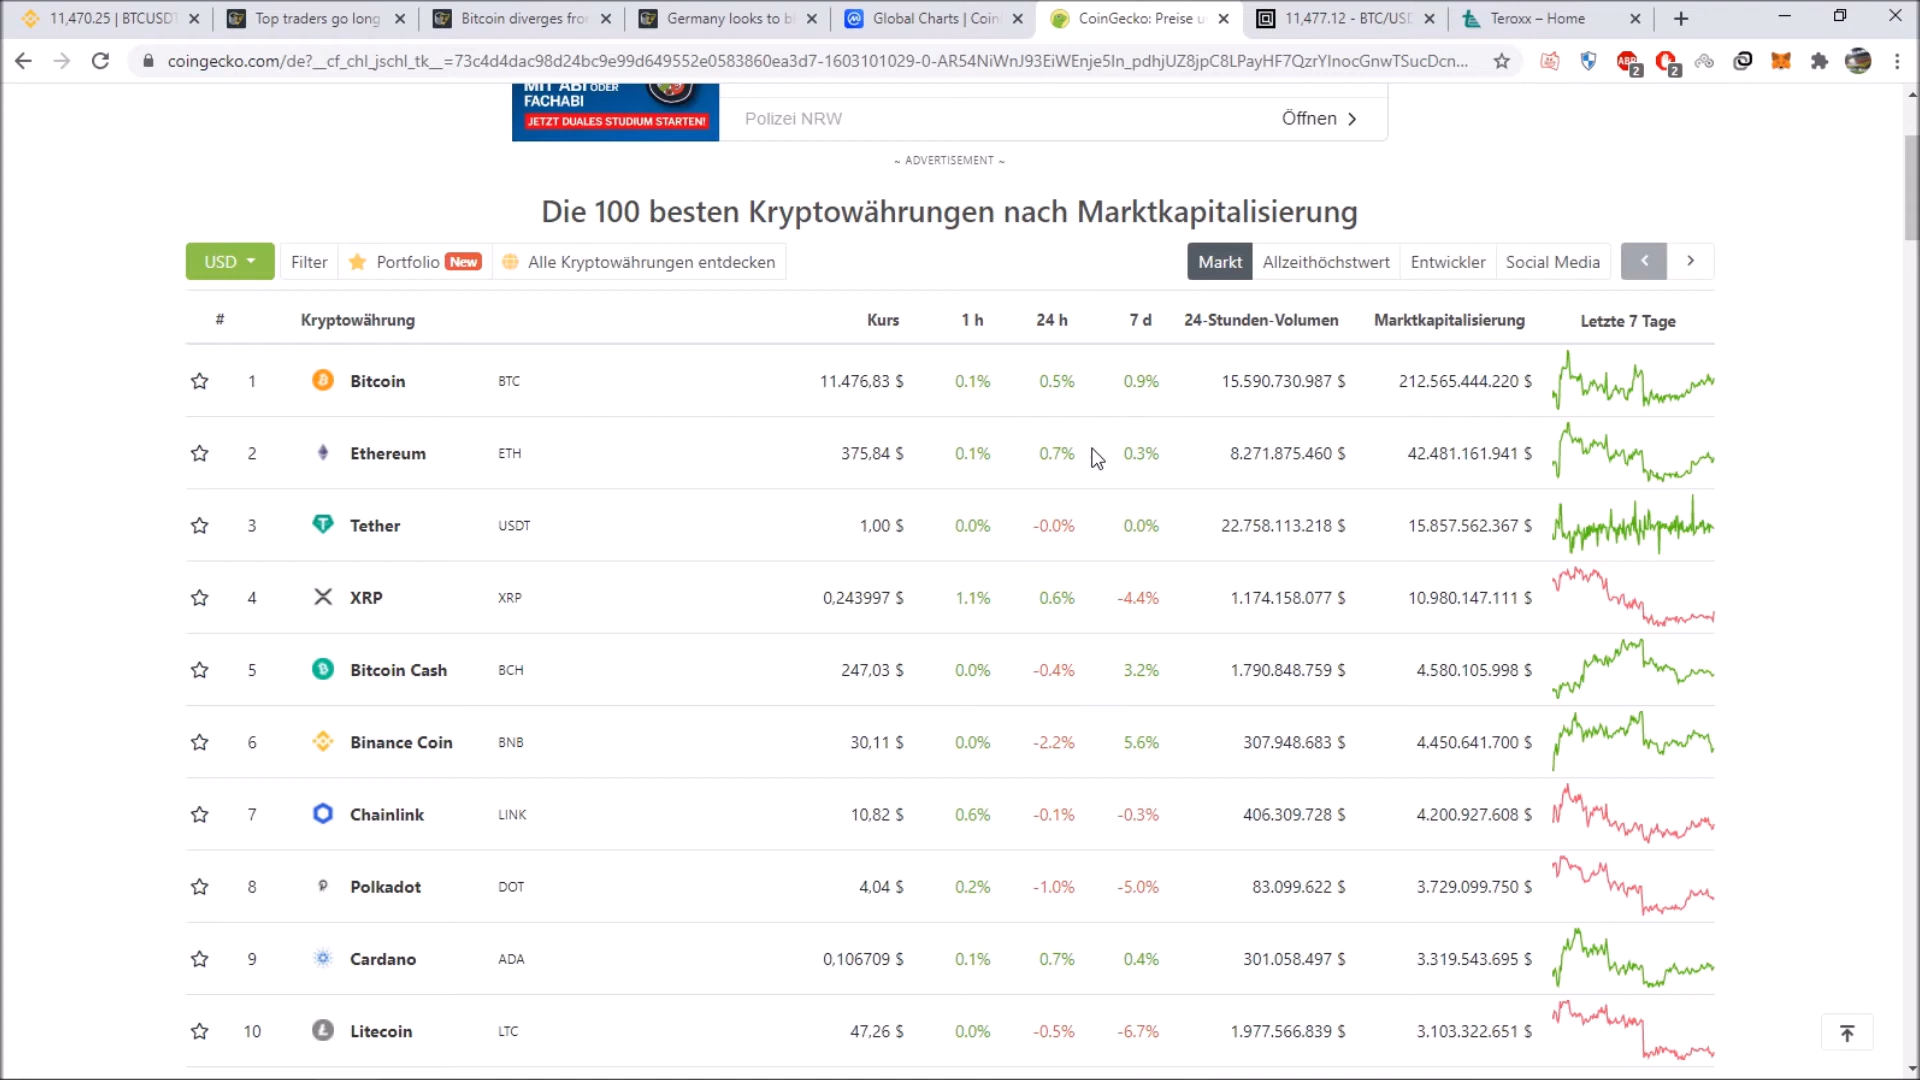 11,470.25 | BTCUSDT
Top traders go long
Bitcoin diverges from
Germany looks to bl
Global Charts | Coin
CoinGecko: Preise u
11,477.12 - BTC/USD
Teroxx – Home
coingecko.com/de?__cf_chl_jschl_tk__=73c4d4dac98d24bc9e99d649552e0583860ea3d7-1603101029-0-AR54NiWnJ93EiWEnje5In_pdhjUZ8jpC8LPayHF7QzrYInocGnwTSucDcn...
ABP
2
2
MIT ABI ODER
FACHABI
JETZT DUALES STUDIUM STARTEN!
Polizei NRW
Öffnen
~ ADVERTISEMENT ~
Die 100 besten Kryptowährungen nach Marktkapitalisierung
USD
Filter
Portfolio New
Alle Kryptowährungen entdecken
Markt
Allzeithöchstwert
Entwickler
Social Media
# Kryptowährung Kurs 1 h 24 h 7 d 24-Stunden-Volumen Marktkapitalisierung Letzte 7 Tage
1 Bitcoin BTC 11.476,83 $ 0.1% 0.5% 0.9% 15.590.730.987 $ 212.565.444.220 $
2 Ethereum ETH 375,84 $ 0.1% 0.7% 0.3% 8.271.875.460 $ 42.481.161.941 $
3 Tether USDT 1,00 $ 0.0% -0.0% 0.0% 22.758.113.218 $ 15.857.562.367 $
4 XRP XRP 0,243997 $ 1.1% 0.6% -4.4% 1.174.158.077 $ 10.980.147.111 $
5 Bitcoin Cash BCH 247,03 $ 0.0% -0.4% 3.2% 1.790.848.759 $ 4.580.105.998 $
6 Binance Coin BNB 30,11 $ 0.0% -2.2% 5.6% 307.948.683 $ 4.450.641.700 $
7 Chainlink LINK 10,82 $ 0.6% -0.1% -0.3% 406.309.728 $ 4.200.927.608 $
8 Polkadot DOT 4,04 $ 0.2% -1.0% -5.0% 83.099.622 $ 3.729.099.750 $
9 Cardano ADA 0,106709 $ 0.1% 0.7% 0.4% 301.058.497 $ 3.319.543.695 $
10 Litecoin LTC 47,26 $ 0.0% -0.5% -6.7% 1.977.566.839 $ 3.103.322.651 $